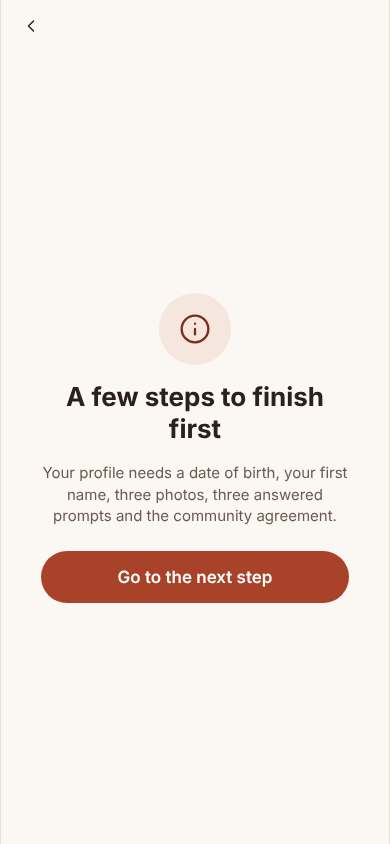 A few steps to finish
first
Your profile needs a date of birth, your first
name, three photos, three answered
prompts and the community agreement.
Go to the next step